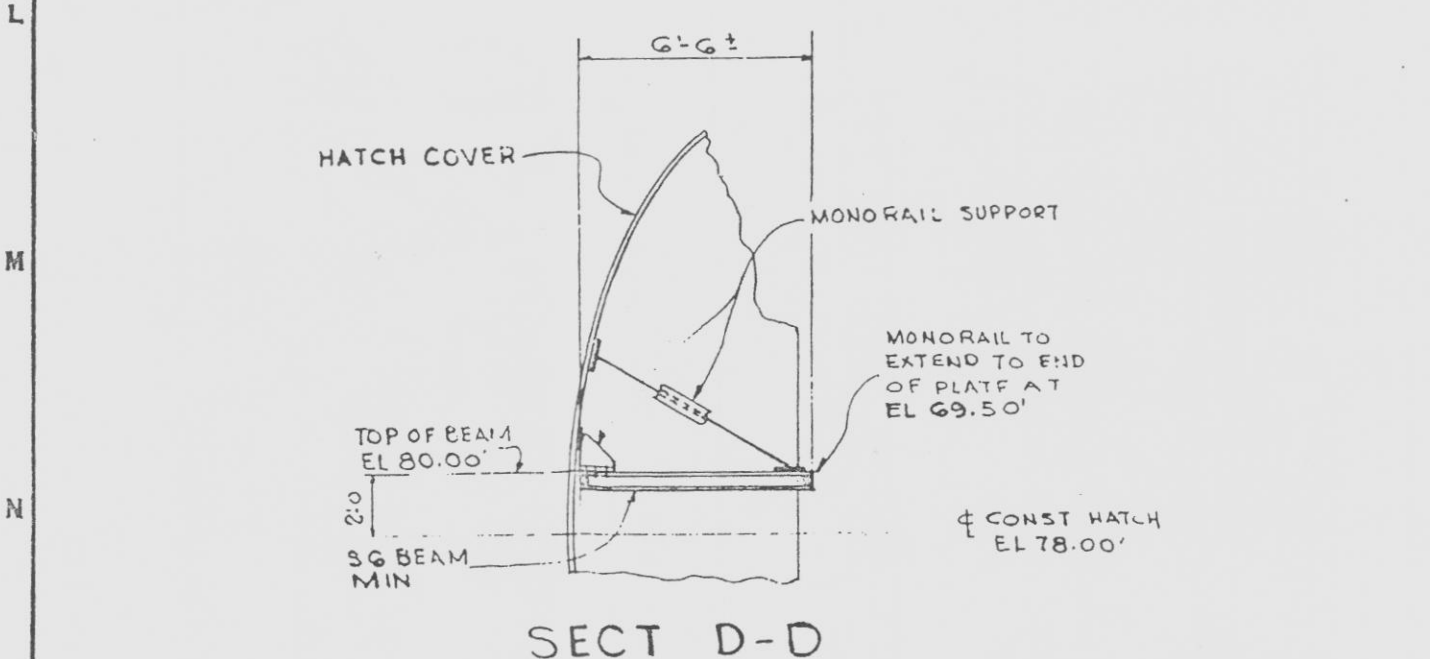 L
6'-6"±
HATCH COVER
MONORAIL SUPPORT
M
MONORAIL TO
EXTEND TO END
OF PLATF AT
EL 69.50'
TOP OF BEAM
EL 80.00'
N
2'-0
℄ CONST HATCH
EL 78.00'
S6 BEAM
MIN
SECT D-D